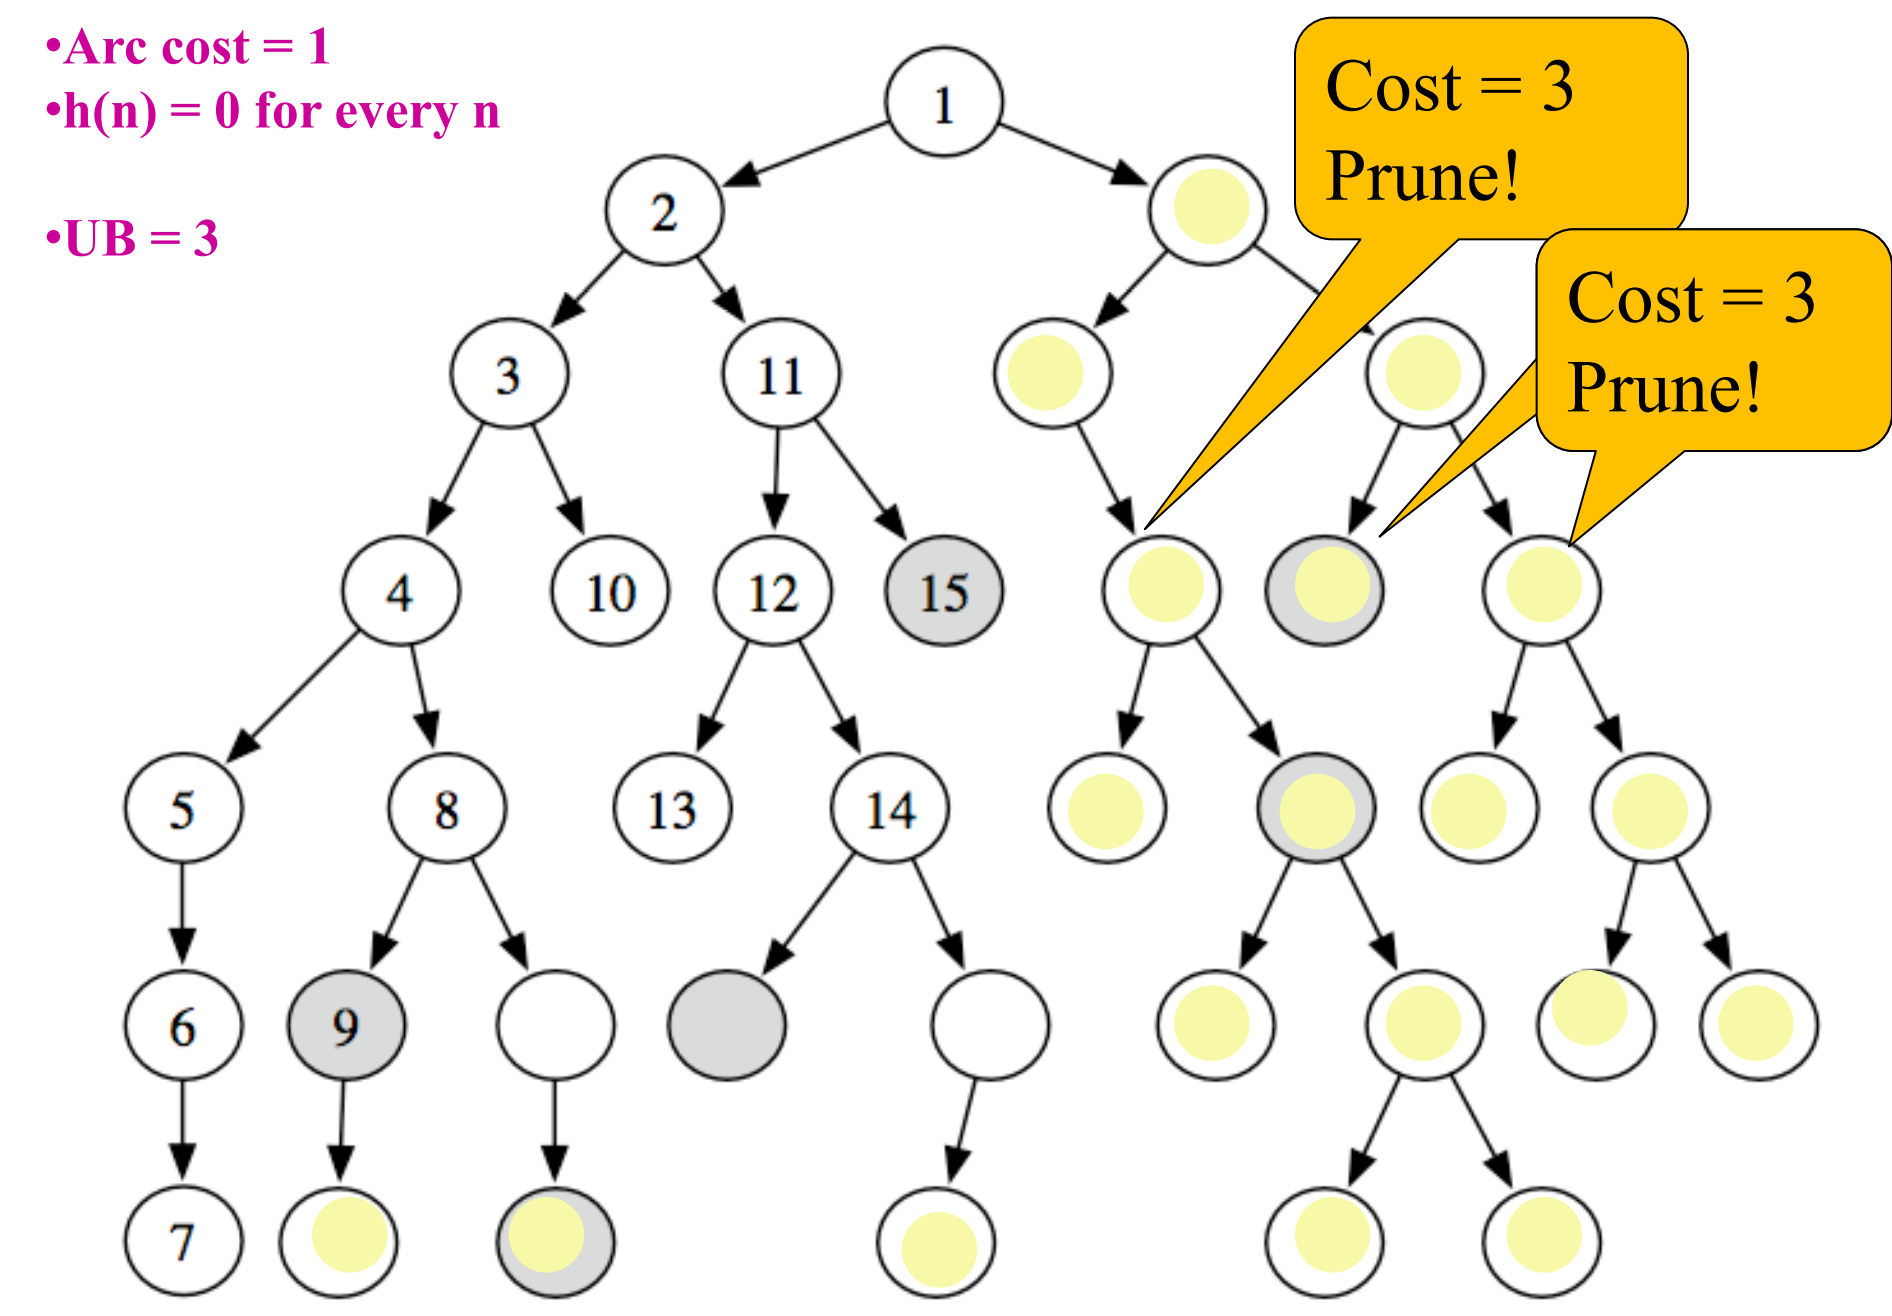 •Arc cost = 1
•h(n) = 0 for every n
•UB = 3
Cost = 3
Prune!
Cost = 3
Prune!
1
2
3
11
4
10
12
15
5
8
13
14
6
9
7